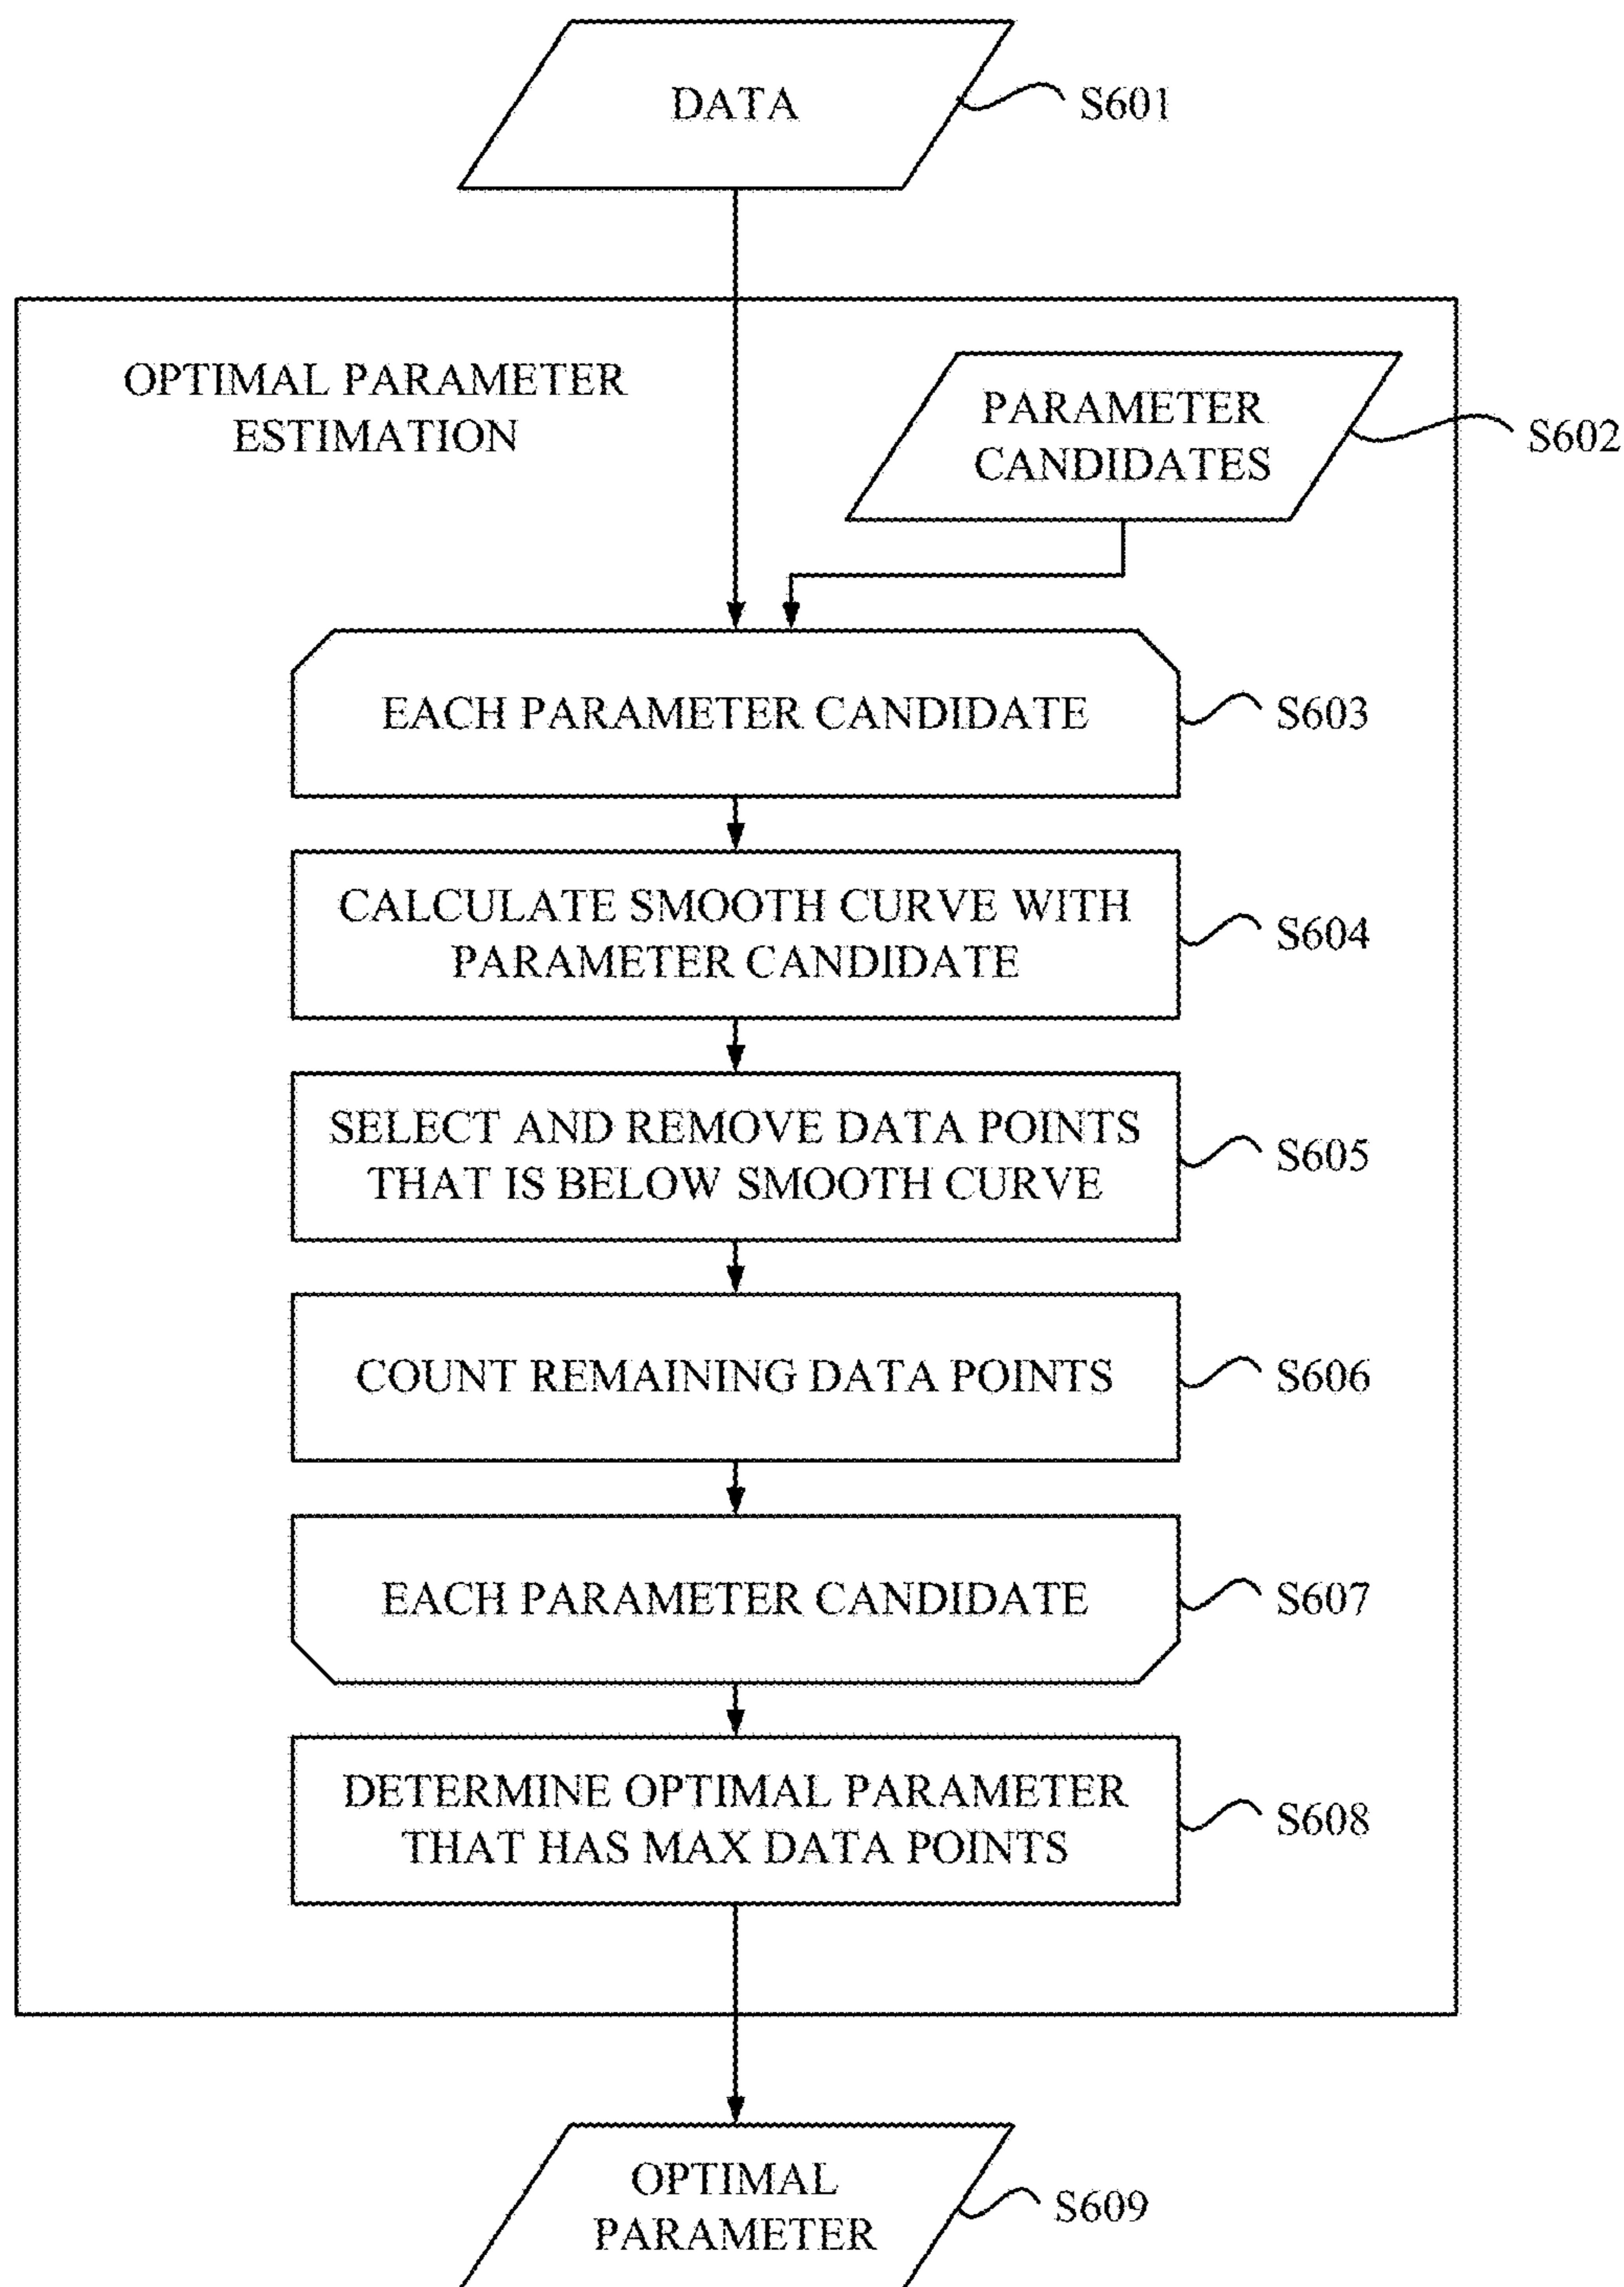 DATA
S601
OPTIMAL PARAMETER
ESTIMATION
PARAMETER
CANDIDATES
S602
EACH PARAMETER CANDIDATE
S603
CALCULATE SMOOTH CURVE WITH
PARAMETER CANDIDATE
S604
SELECT AND REMOVE DATA POINTS
THAT IS BELOW SMOOTH CURVE
S605
COUNT REMAINING DATA POINTS
S606
EACH PARAMETER CANDIDATE
S607
DETERMINE OPTIMAL PARAMETER
THAT HAS MAX DATA POINTS
S608
OPTIMAL
PARAMETER
S609